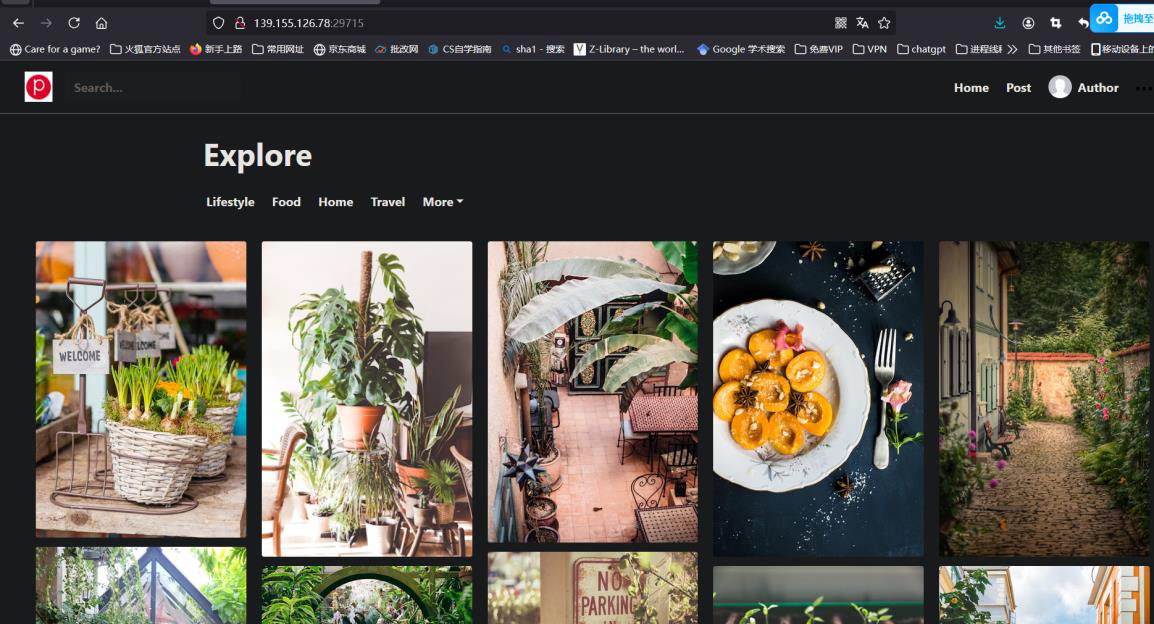 139.155.126.78:29715
拖拽至
Care for a game? 火狐官方站点 新手上路 常用网址 京东商城 批改网 CS自学指南 sha1 - 搜索 Z-Library – the worl... Google 学术搜索 免费VIP VPN chatgpt 其他书签 移动设备上的
Search...
Home Post Author
Explore
Lifestyle Food Home Travel More
WELCOME
WELCOME
NO
PARKING